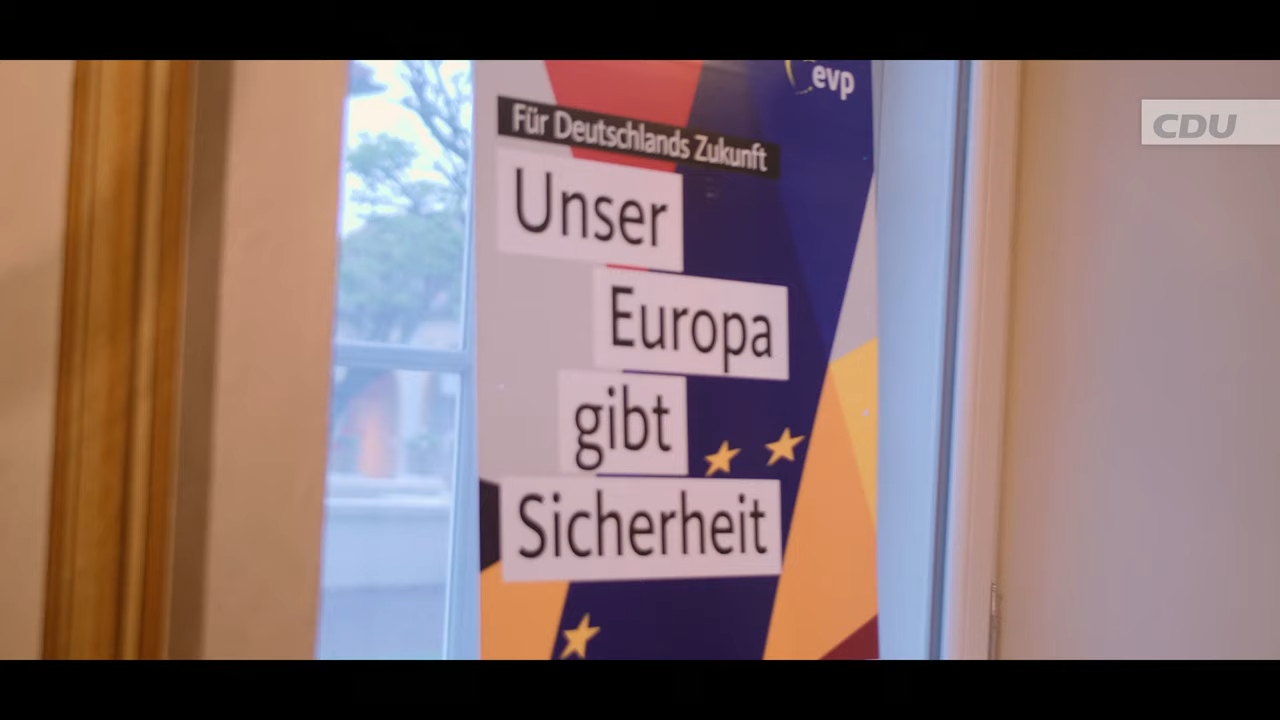 evp
CDU
Für Deutschlands Zukunft
Unser
Europa
gibt
Sicherheit